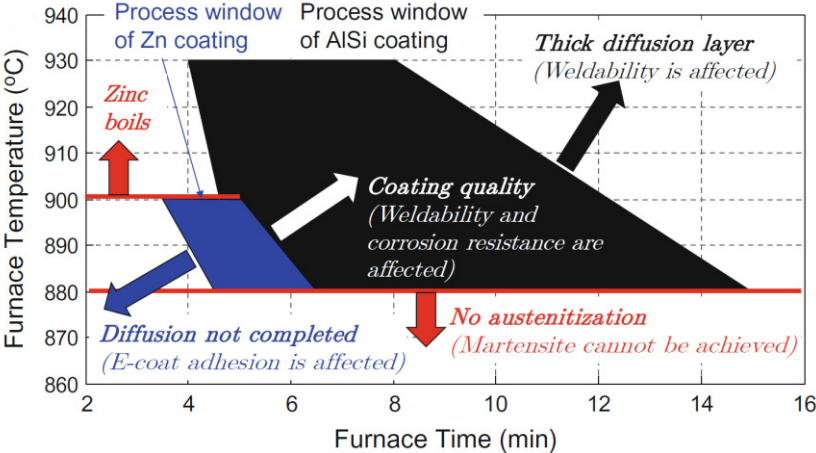 Process window
of Zn coating
Process window
of AlSi coating
Furnace Temperature (ºC)
940
930
920
910
900
890
880
870
860
Zinc
boils
Thick diffusion layer
(Weldability is affected)
Coating quality
(Weldability and
corrosion resistance are
affected)
Diffusion not completed
(E-coat adhesion is affected)
No austenitization
(Martensite cannot be achieved)
2 4 6 8 10 12 14 16
Furnace Time (min)